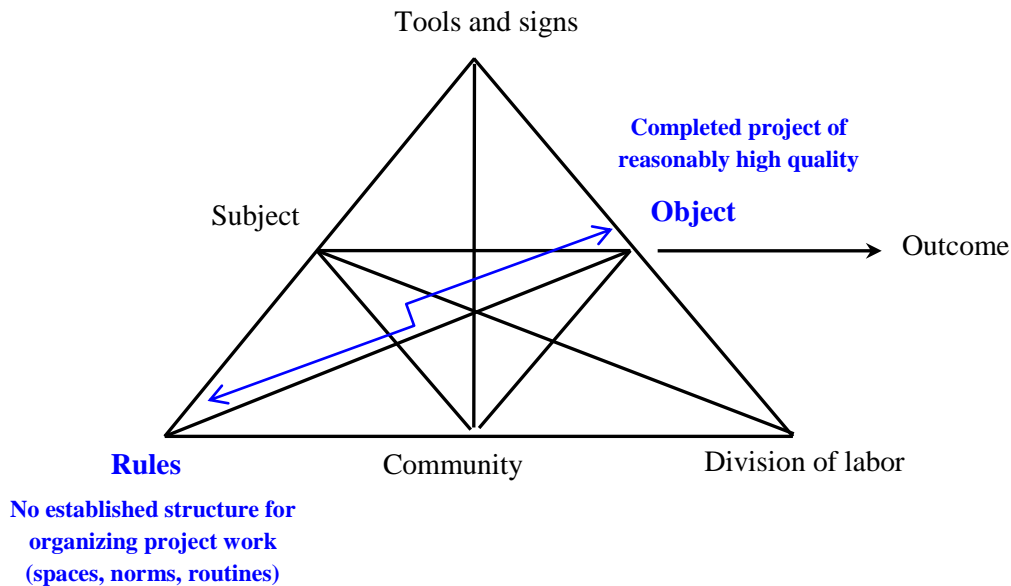 Tools and signs
Completed project of
reasonably high quality
Subject
Object
Outcome
Rules
Community
Division of labor
No established structure for
organizing project work
(spaces, norms, routines)